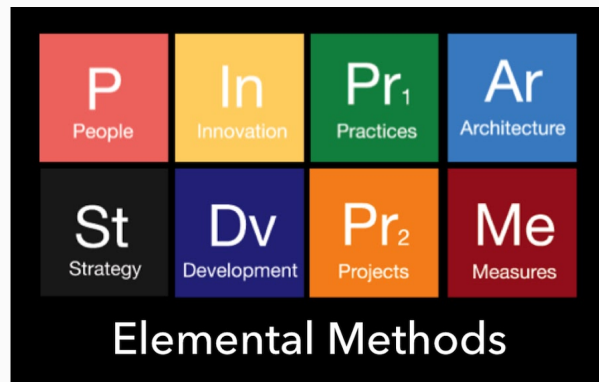 P
People
In
Innovation
Pr₁
Practices
Ar
Architecture
St
Strategy
Dv
Development
Pr₂
Projects
Me
Measures
Elemental Methods